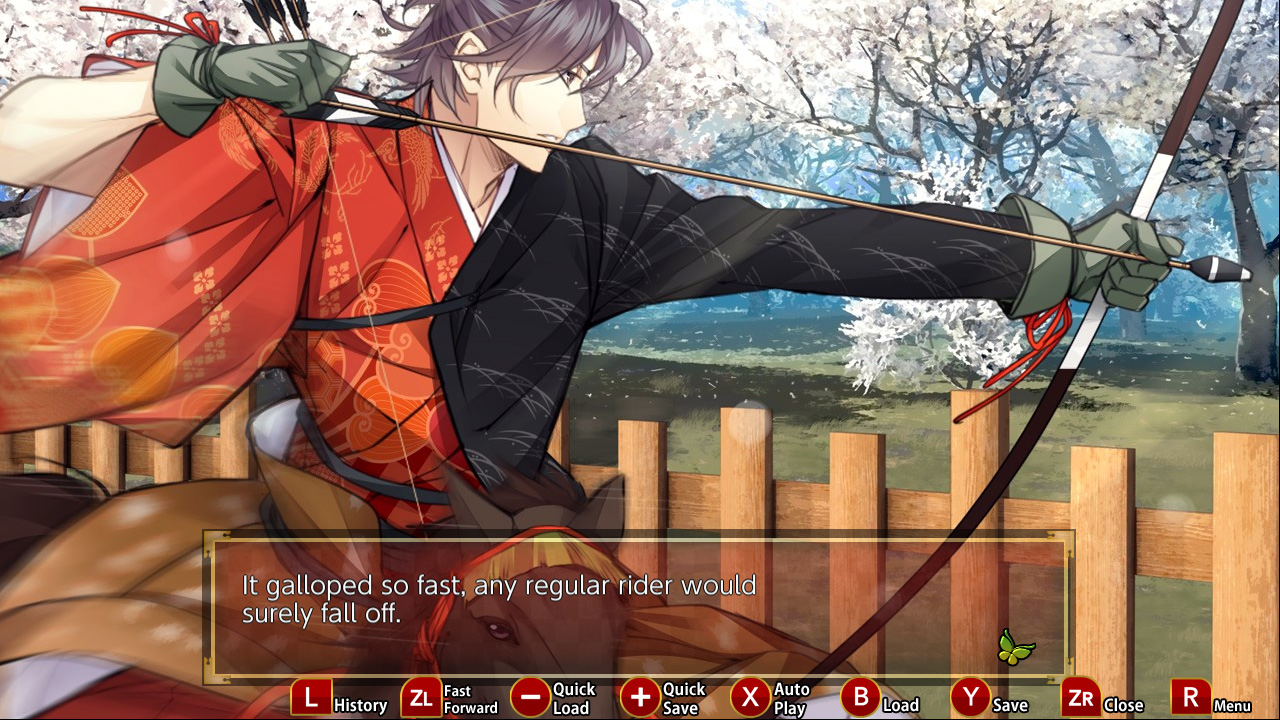 It galloped so fast, any regular rider would
surely fall off.
L History
ZL Fast Forward
− Quick Load
+ Quick Save
X Auto Play
B Load
Y Save
ZR Close
R Menu